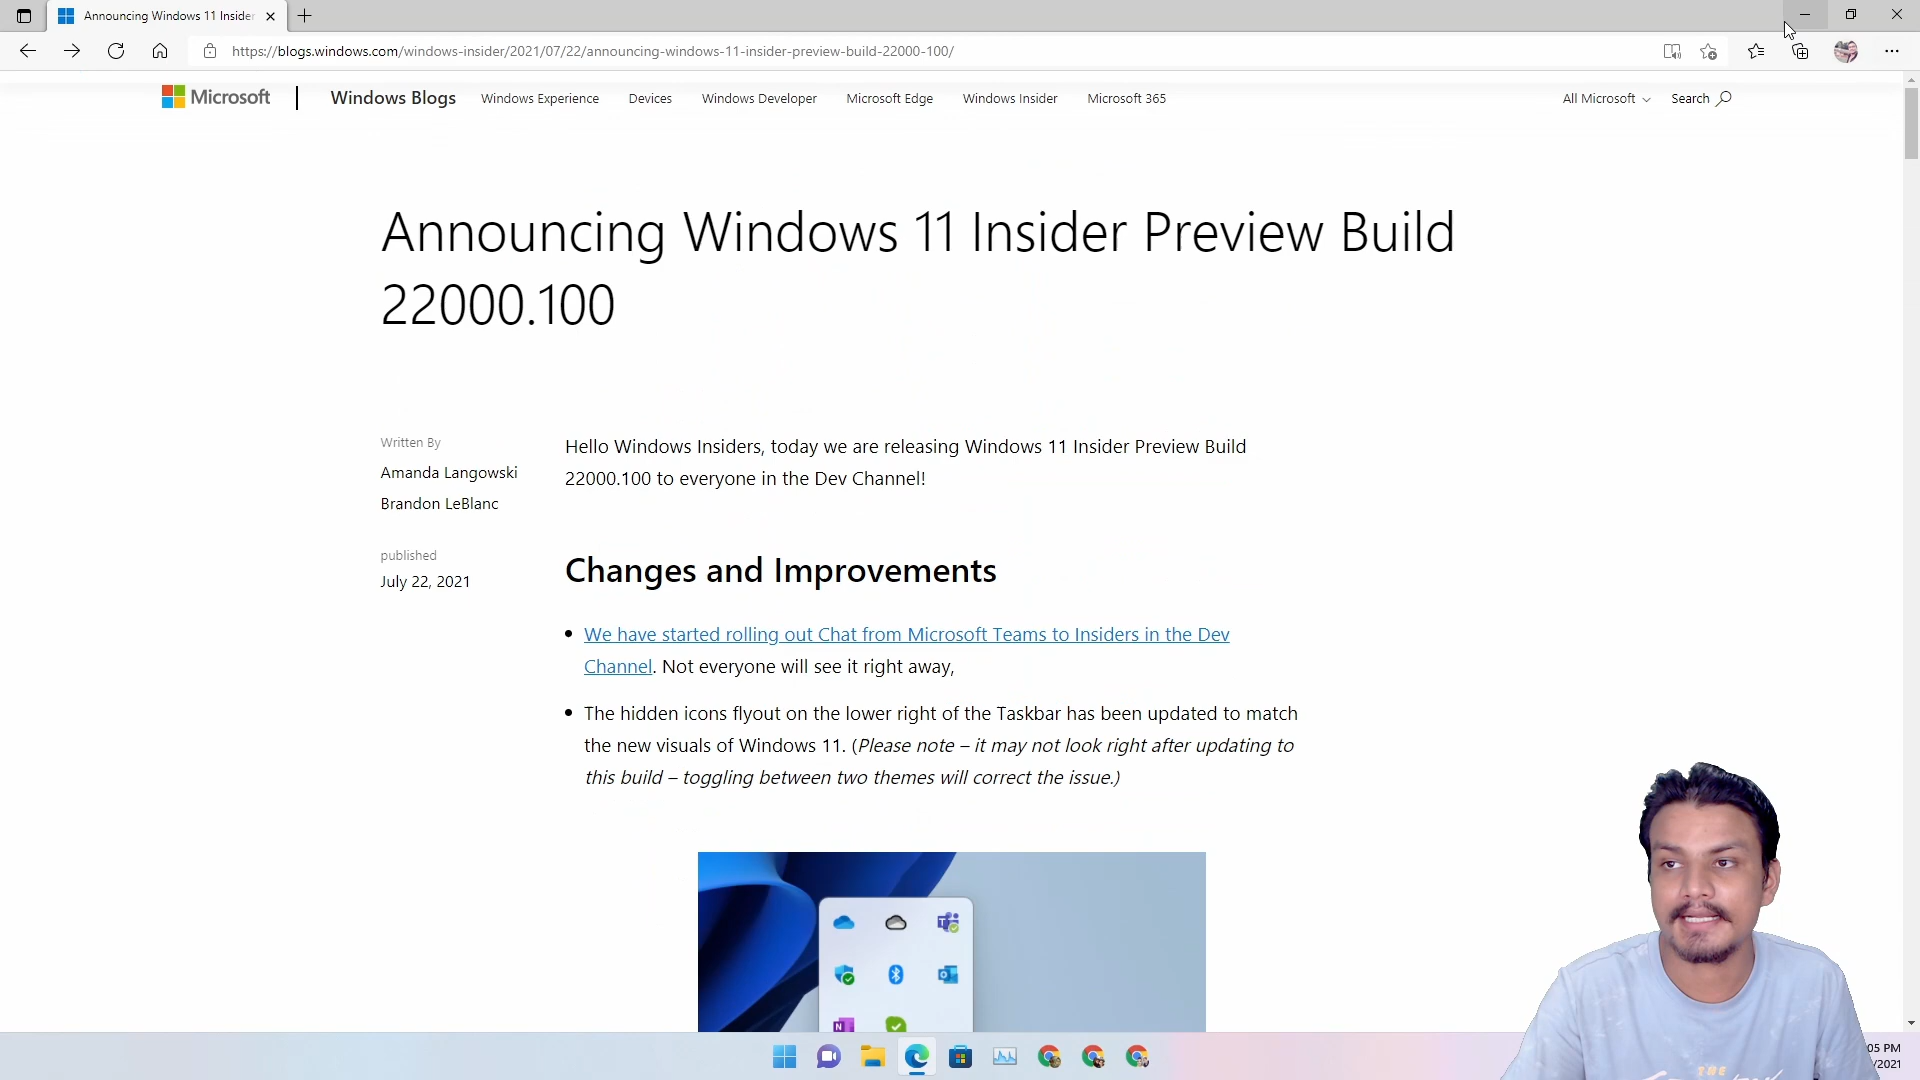 Announcing Windows 11 Insider
https://blogs.windows.com/windows-insider/2021/07/22/announcing-windows-11-insider-preview-build-22000-100/
Microsoft
Windows Blogs
Windows Experience
Devices
Windows Developer
Microsoft Edge
Windows Insider
Microsoft 365
All Microsoft
Search
Announcing Windows 11 Insider Preview Build
22000.100
Written By
Amanda Langowski
Brandon LeBlanc
published
July 22, 2021
Hello Windows Insiders, today we are releasing Windows 11 Insider Preview Build
22000.100 to everyone in the Dev Channel!
Changes and Improvements
We have started rolling out Chat from Microsoft Teams to Insiders in the Dev
Channel. Not everyone will see it right away,
The hidden icons flyout on the lower right of the Taskbar has been updated to match
the new visuals of Windows 11. (Please note – it may not look right after updating to
this build – toggling between two themes will correct the issue.)
05 PM
/2021
THE